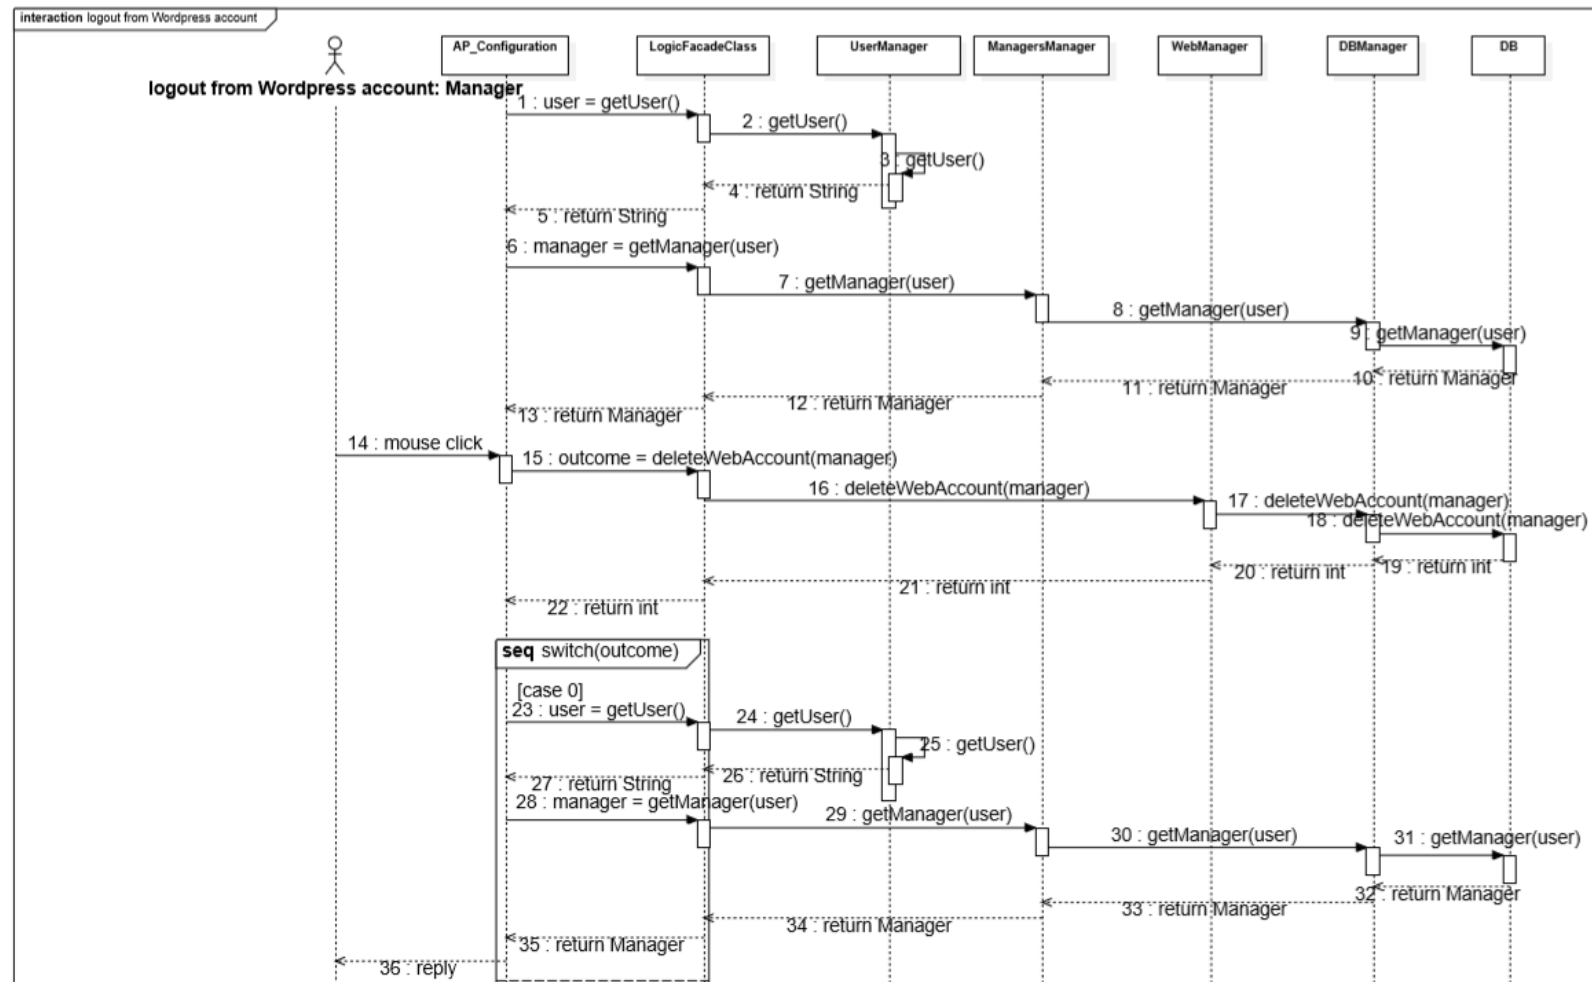 interaction logout from Wordpress account
AP_Configuration
LogicFacadeClass
UserManager
ManagersManager
WebManager
DBManager
DB
logout from Wordpress account: Manager
1 : user = getUser()
2 : getUser()
3 : getUser()
4 : return String
5 : return String
6 : manager = getManager(user)
7 : getManager(user)
8 : getManager(user)
9 : getManager(user)
10 : return Manager
11 : return Manager
12 : return Manager
13 : return Manager
14 : mouse click
15 : outcome = deleteWebAccount(manager)
16 : deleteWebAccount(manager)
17 : deleteWebAccount(manager)
18 : deleteWebAccount(manager)
19 : return int
20 : return int
21 : return int
22 : return int
seq switch(outcome)
[case 0]
23 : user = getUser()
24 : getUser()
25 : getUser()
26 : return String
27 : return String
28 : manager = getManager(user)
29 : getManager(user)
30 : getManager(user)
31 : getManager(user)
32 : return Manager
33 : return Manager
34 : return Manager
35 : return Manager
36 : reply